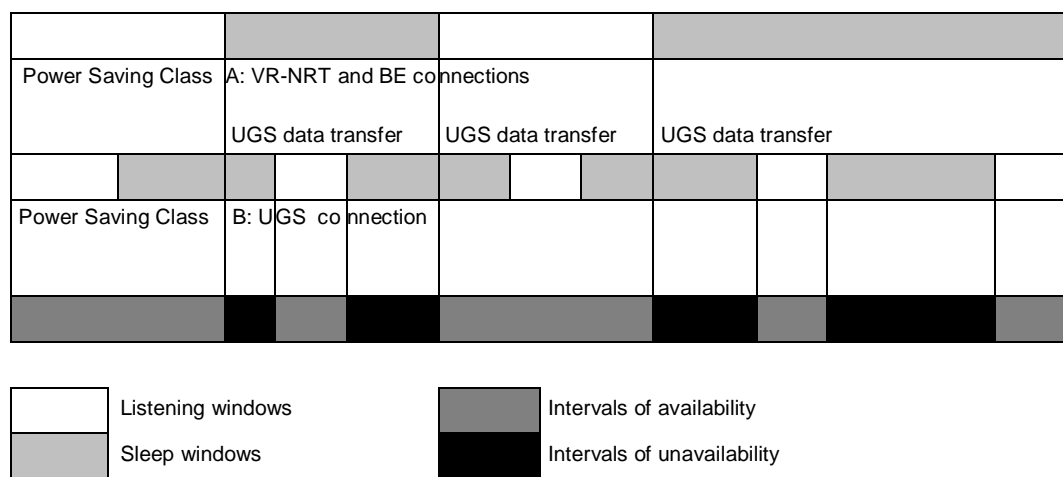 Power Saving Class A: VR-NRT and BE connections
UGS data transfer UGS data transfer UGS data transfer
Power Saving Class B: UGS connection
Listening windows Intervals of availability
Sleep windows Intervals of unavailability